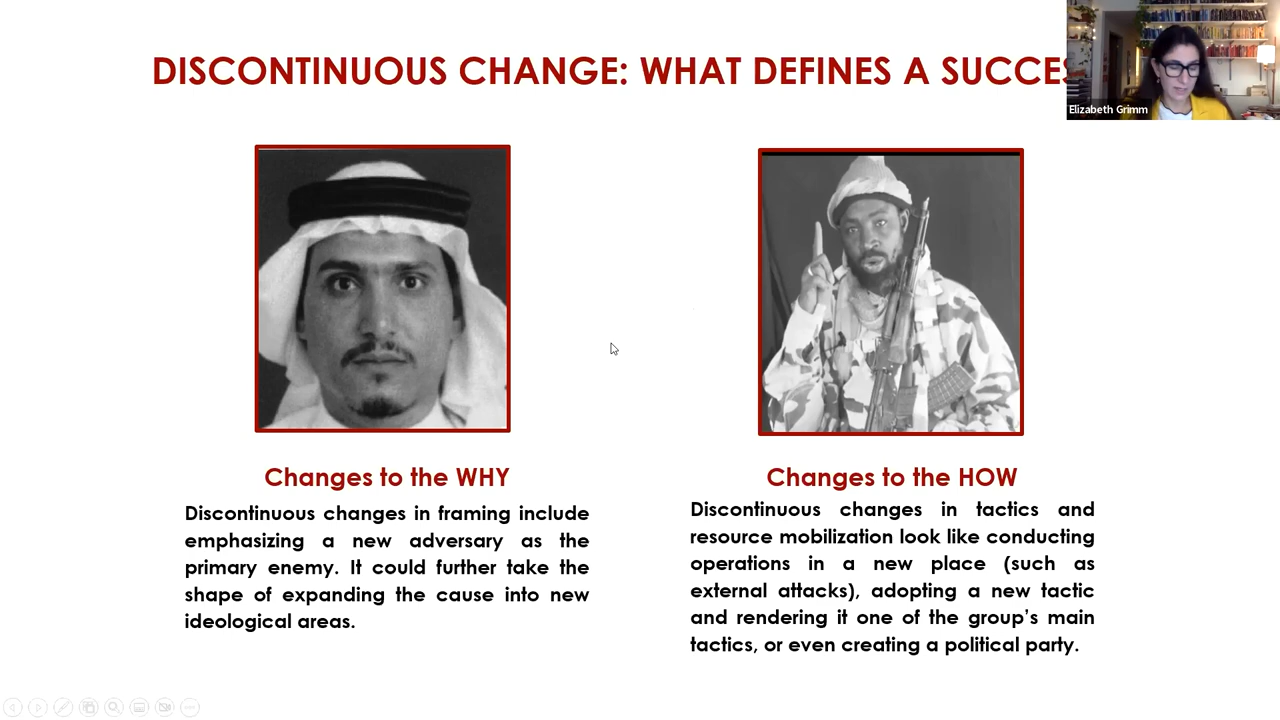 DISCONTINUOUS CHANGE: WHAT DEFINES A SUCCES
Elizabeth Grimm
Changes to the WHY
Discontinuous changes in framing include
emphasizing a new adversary as the
primary enemy. It could further take the
shape of expanding the cause into new
ideological areas.
Changes to the HOW
Discontinuous changes in tactics and
resource mobilization look like conducting
operations in a new place (such as
external attacks), adopting a new tactic
and rendering it one of the group’s main
tactics, or even creating a political party.